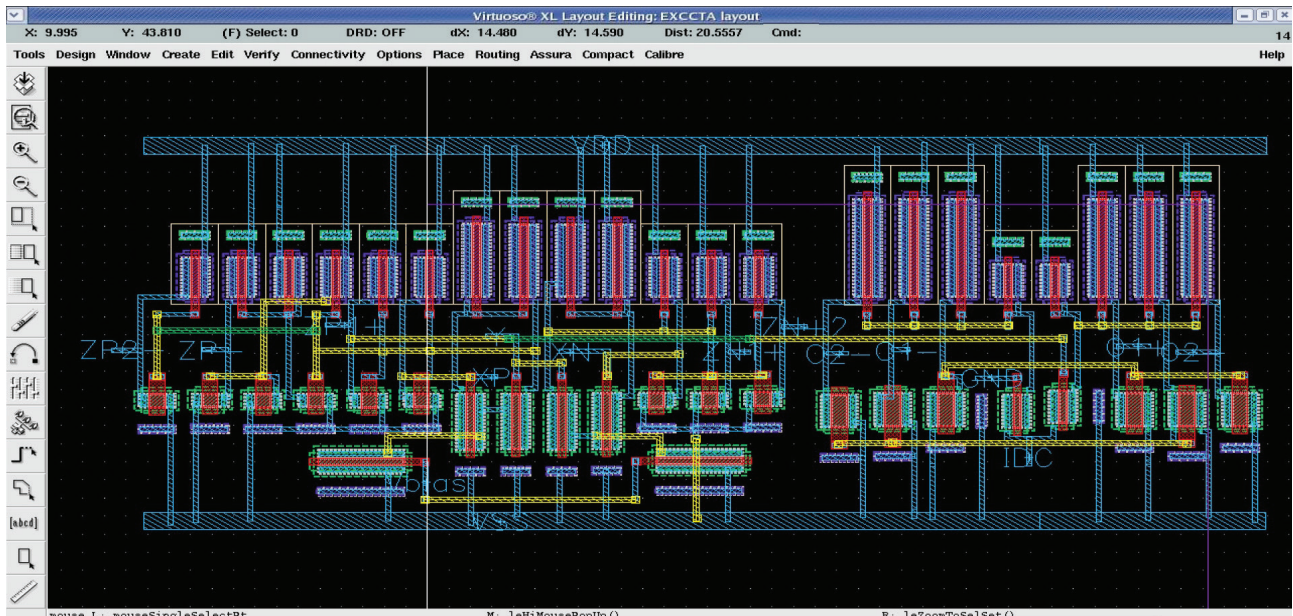 Virtuoso® XL Layout Editing: EXCCTA layout
X: 9.995 Y: 43.810 (F) Select: 0 DRD: OFF dX: 14.480 dY: 14.590 Dist: 20.5557 Cmd:
14
Tools Design Window Create Edit Verify Connectivity Options Place Routing Assura Compact Calibre Help
VDD
ZP2- ZP- ZN+2
O2- O1- O1+ O2-
XP XN
GND
IDC
Vbias
[abcd]
VSS
mouse L: mouseSingleSelectPt M: leHiMousePopUp() R: leZoomToSelSet()